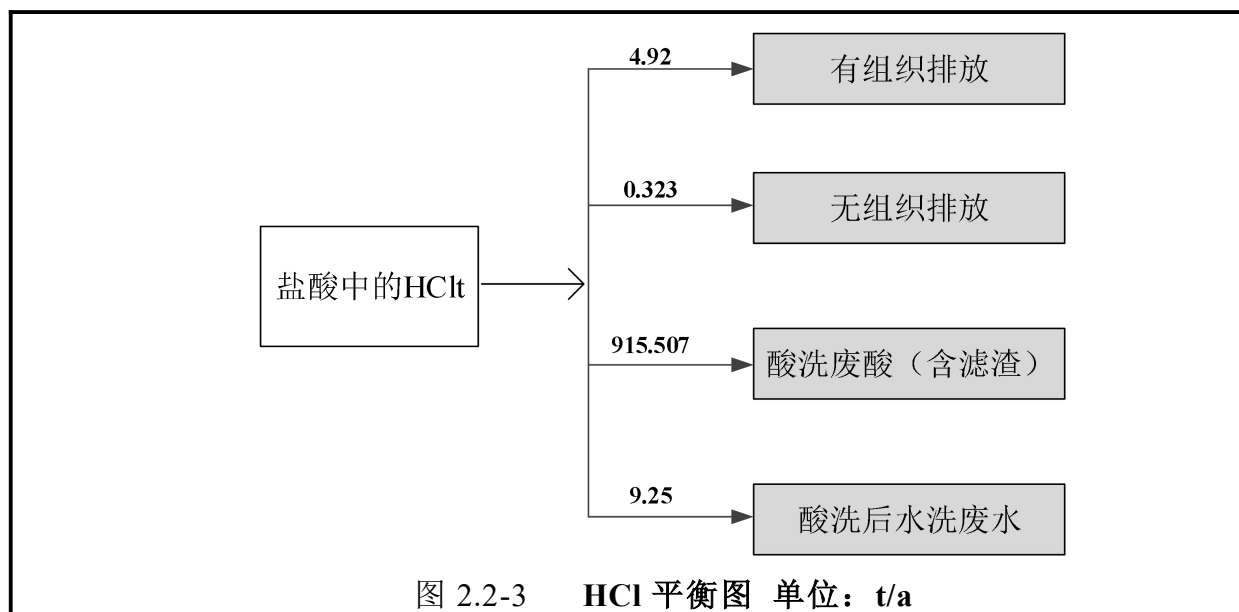 4.92
有组织排放
0.323
无组织排放
盐酸中的HClt
915.507
酸洗废酸（含滤渣）
9.25
酸洗后水洗废水
图 2.2-3 HCl 平衡图 单位：t/a